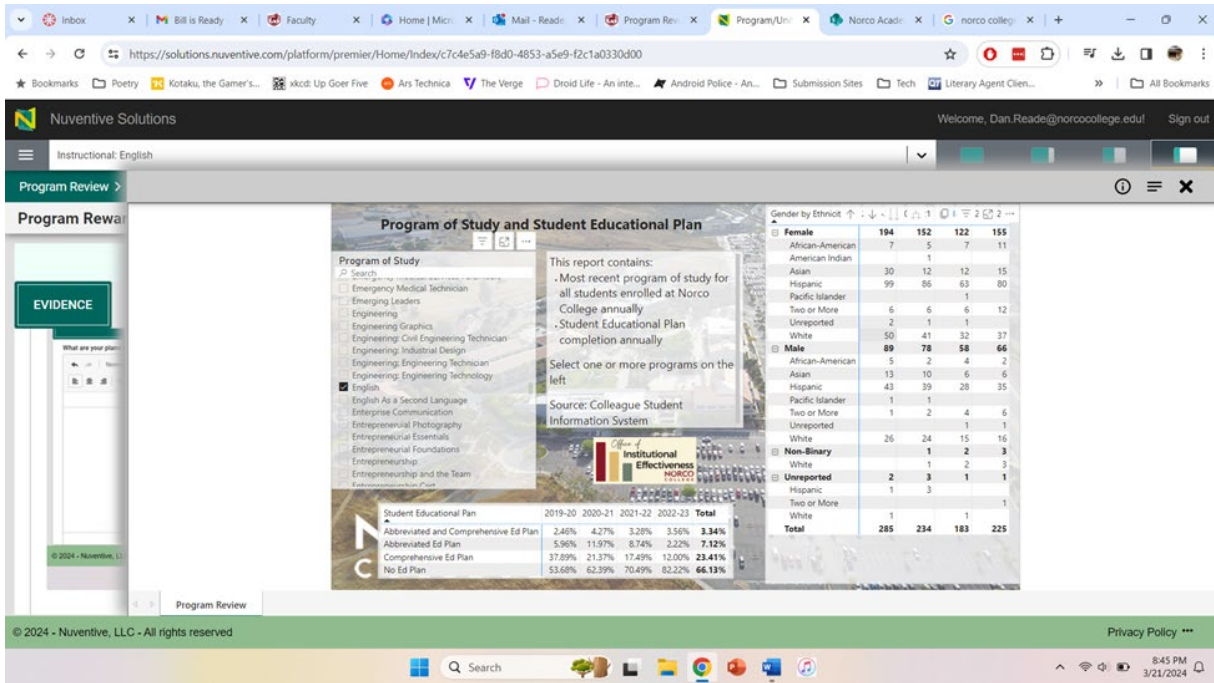 Inbox
Bill is Ready
Faculty
Home | Micr
Mail - Reade
Program Rev
Program/Uni
Norco Acade
norco colleg
https://solutions.nuventive.com/platform/premier/Home/Index/c7c4e5a9-f8d0-4853-a5e9-f2c1a0330d00
Bookmarks Poetry Kotaku, the Gamer's... xkcd: Up Goer Five Ars Technica The Verge Droid Life - An inte... Android Police - An... Submission Sites Tech Literary Agent Clien... » All Bookmarks
Nuventive Solutions
Welcome, Dan.Reade@norcocollege.edu! Sign out
Instructional: English
Program Review >
Program Rewar
EVIDENCE
What are your plans
© 2024 - Nuventive, LL
Program of Study and Student Educational Plan
Program of Study
Search
Emergency Medical Technician
Emerging Leaders
Engineering
Engineering Graphics
Engineering: Civil Engineering Technician
Engineering: Industrial Design
Engineering: Engineering Technician
Engineering: Engineering Technology
English
English As a Second Language
Enterprise Communication
Entrepreneurial Photography
Entrepreneurial Essentials
Entrepreneurial Foundations
Entrepreneurship
Entrepreneurship and the Team
Entrepreneurship Cert
This report contains:
Most recent program of study for
all students enrolled at Norco
College annually
Student Educational Plan
completion annually
Select one or more programs on the
left
Source: Colleague Student
Information System
Office of
Institutional
Effectiveness
NORCO
COLLEGE
Student Educational Pan 2019-20 2020-21 2021-22 2022-23 Total
Abbreviated and Comprehensive Ed Plan 2.46% 4.27% 3.28% 3.56% 3.34%
Abbreviated Ed Plan 5.96% 11.97% 8.74% 2.22% 7.12%
Comprehensive Ed Plan 37.89% 21.37% 17.49% 12.00% 23.41%
No Ed Plan 53.68% 62.39% 70.49% 82.22% 66.13%
Gender by Ethnicit
Female 194 152 122 155
African-American 7 5 7 11
American Indian 1
Asian 30 12 12 15
Hispanic 99 86 63 80
Pacific Islander 1
Two or More 6 6 6 12
Unreported 2 1 1
White 50 41 32 37
Male 89 78 58 66
African-American 5 2 4 2
Asian 13 10 6 6
Hispanic 43 39 28 35
Pacific Islander 1 1
Two or More 1 2 4 6
Unreported 1 1
White 26 24 15 16
Non-Binary 1 2 3
White 1 2 3
Unreported 2 3 1 1
Hispanic 1 3
Two or More 1
White 1 1
Total 285 234 183 225
Program Review
© 2024 - Nuventive, LLC - All rights reserved
Privacy Policy •••
Search
8:45 PM
3/21/2024